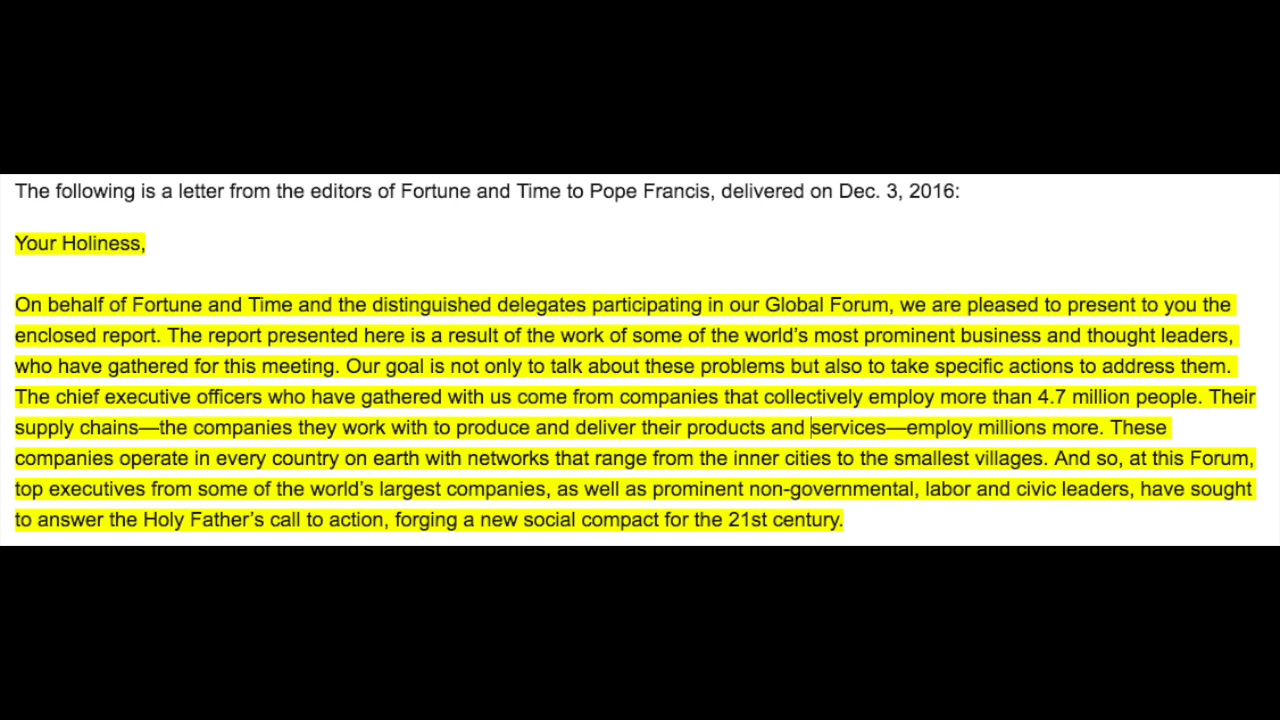 The following is a letter from the editors of Fortune and Time to Pope Francis, delivered on Dec. 3, 2016:
Your Holiness,
On behalf of Fortune and Time and the distinguished delegates participating in our Global Forum, we are pleased to present to you the
enclosed report. The report presented here is a result of the work of some of the world’s most prominent business and thought leaders,
who have gathered for this meeting. Our goal is not only to talk about these problems but also to take specific actions to address them.
The chief executive officers who have gathered with us come from companies that collectively employ more than 4.7 million people. Their
supply chains—the companies they work with to produce and deliver their products and services—employ millions more. These
companies operate in every country on earth with networks that range from the inner cities to the smallest villages. And so, at this Forum,
top executives from some of the world’s largest companies, as well as prominent non-governmental, labor and civic leaders, have sought
to answer the Holy Father’s call to action, forging a new social compact for the 21st century.